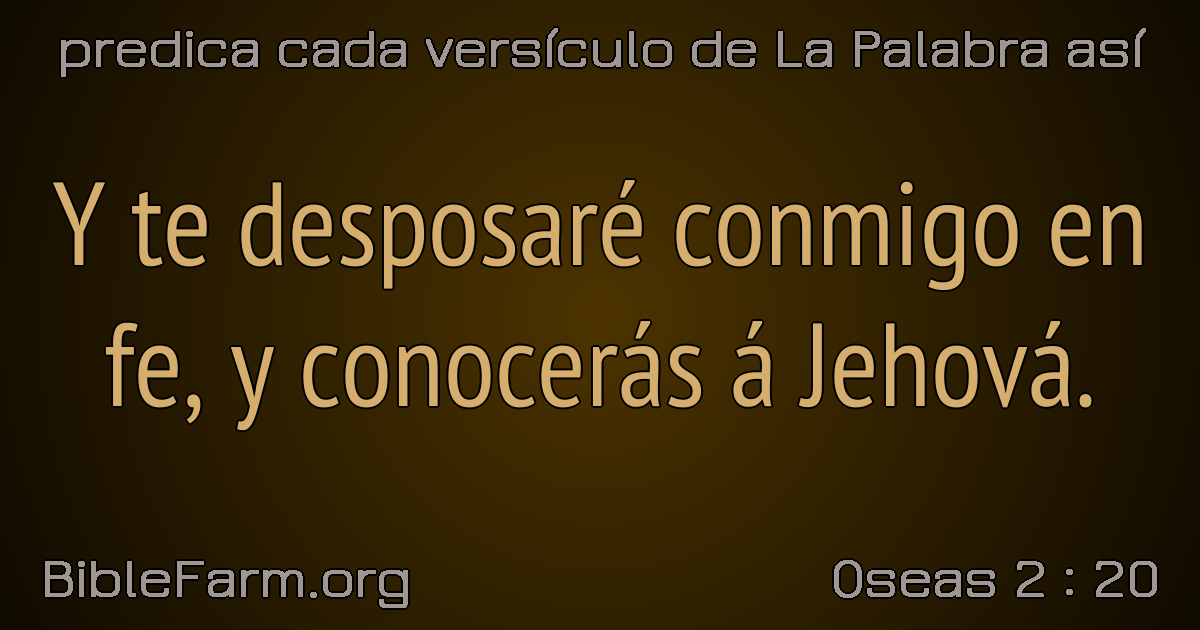 predica cada versículo de La Palabra así
Y te desposaré conmigo en
fe, y conocerás á Jehová.
BibleFarm.org
Oseas 2 : 20